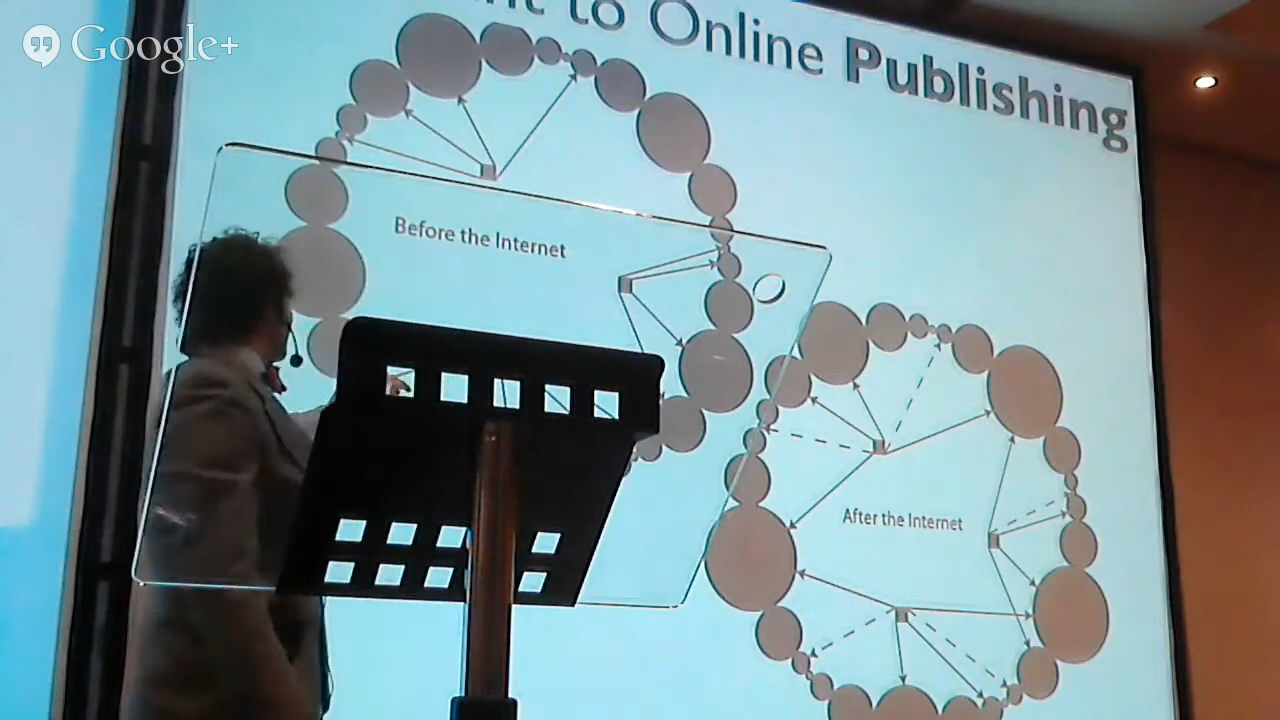 Google+
to Online Publishing
Before the Internet
After the Internet